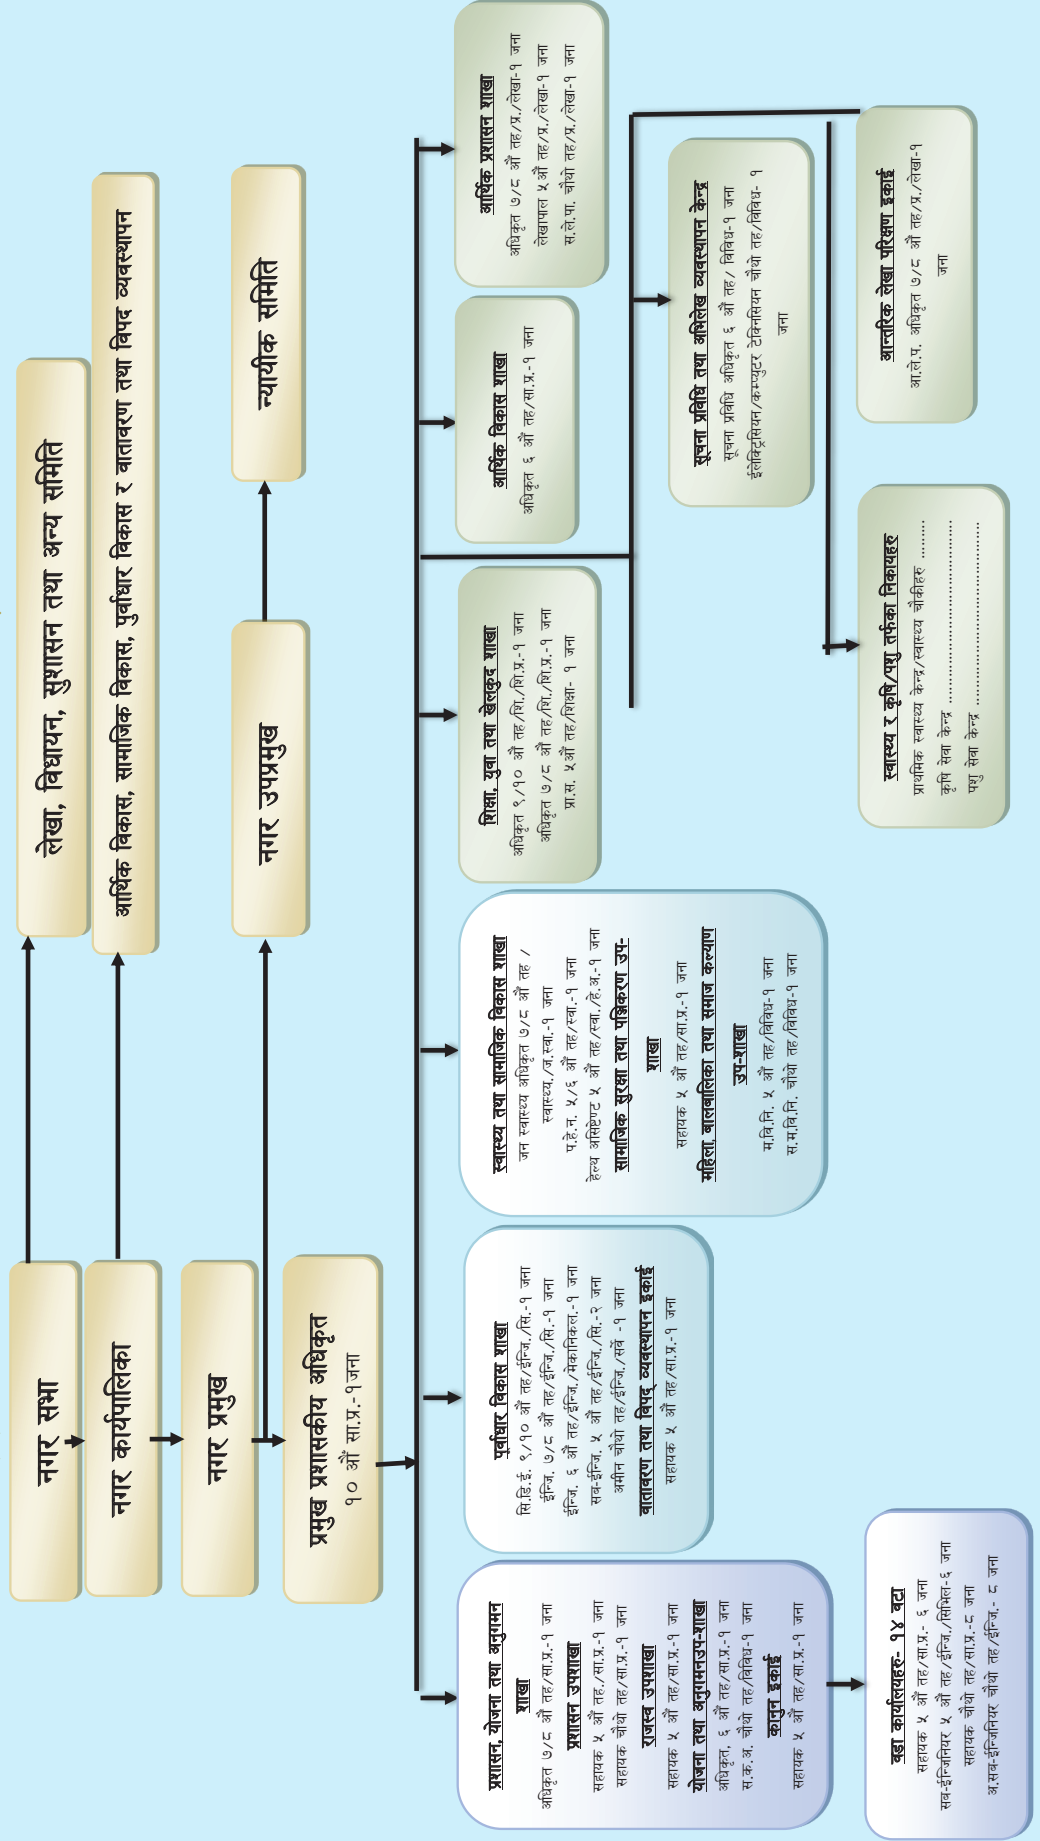 नगर सभा
लेखा, विधायन, सुशासन तथा अन्य समिति
नगर कार्यपालिका
आर्थिक विकास, सामाजिक विकास, पुर्वाधार विकास र वातावरण तथा विपद व्यवस्थापन
नगर प्रमुख
नगर उपप्रमुख
न्यायीक समिति
प्रमुख प्रशासकीय अधिकृत
१० औं सा.प्र.-१जना
प्रशासन, योजना तथा अनुगमन
शाखा
अधिकृत ७/८ औं तह/सा.प्र.-१ जना
प्रशासन उपशाखा
सहायक ५ औं तह./सा.प्र.-१ जना
सहायक चौथो तह/सा.प्र.-१ जना
राजस्व उपशाखा
सहायक ५ औं तह/सा.प्र.-१ जना
योजना तथा अनुगमनउप-शाखा
अधिकृत. ६ औं तह/सा.प्र.-१ जना
स.क.अ. चौथो तह/विविध-१ जना
कानुन इकाई
सहायक ५ औं तह/सा.प्र.-१ जना
पूर्वाधार विकास शाखा
सि.डि.ई. ९/१० औं तह/ईन्जि./सि.-१ जना
ईन्जि. ७/८ औं तह/ईन्जि./सि.-१ जना
ईन्जि. ६ औं तह/ईन्जि./मेकानिकल.-१ जना
सव-ईन्जि. ५ औं तह/ईन्जि./सि.-२ जना
अमीन चौथो तह/ईन्जि./सर्वे -१ जना
वातावरण तथा विपद् व्यवस्थापन इकाई
सहायक ५ औं तह/सा.प्र.-१ जना
स्वास्थ्य तथा सामाजिक विकास शाखा
जन स्वास्थ्य अधिकृत ७/८ औं तह /
स्वास्थ्य./ज.स्वा.-१ जना
प.हे.न. ५/६ औं तह/स्वा.-१ जना
हेल्थ असिष्टेण्ट ५ औं तह/स्वा./हे.अ.-१ जना
सामाजिक सुरक्षा तथा पञ्जिकरण उप-
शाखा
सहायक ५ औं तह/सा.प्र.-१ जना
महिला, बालबालिका तथा समाज कल्याण
उप-शाखा
म.वि.नि. ५ औं तह/विविध-१ जना
स.म.वि.नि. चौथो तह/विविध-१ जना
शिक्षा, युवा तथा खेलकुद शाखा
अधिकृत ९/१० औं तह/शि./शि.प्र.-१ जना
अधिकृत ७/८ औं तह/शि./शि.प्र.-१ जना
प्रा.स. ५औं तह/शिक्षा- १ जना
आर्थिक विकास शाखा
अधिकृत ६ औं तह/सा.प्र.-१ जना
आर्थिक प्रशासन शाखा
अधिकृत ७/८ औं तह/प्र./लेखा-१ जना
लेखापाल ५औं तह/प्र./लेखा-१ जना
स.ले.पा. चौथो तह/प्र./लेखा-१ जना
सूचना प्रविधि तथा अभिलेख व्यवस्थापन केन्द्र
सूचना प्रविधि अधिकृत ६ औं तह/ विविध-१ जना
ईलेक्ट्रिसियन/कम्प्युटर टेक्निसियन चौथो तह/विविध- १
जना
वडा कार्यालयहरु- १४ वटा
सहायक ५ औं तह/सा.प्र.- ६ जना
सव-ईन्जिनियर ५ औं तह/ईन्जि./सिभिल-६ जना
सहायक चौथो तह/सा.प्र.-८ जना
अ.सव-ईन्जिनियर चौथो तह/ईन्जि.- ८ जना
स्वास्थ्य र कृषि/पशु तर्फका निकायहरु
प्राथमिक स्वास्थ्य केन्द्र/स्वास्थ्य चौकीहरु .........
कृषि सेवा केन्द्र ........................................
पशु सेवा केन्द्र ........................................
आन्तरिक लेखा परिक्षण इकाई
आ.ले.प. अधिकृत ७/८ औं तह/प्र./लेखा-१
जना